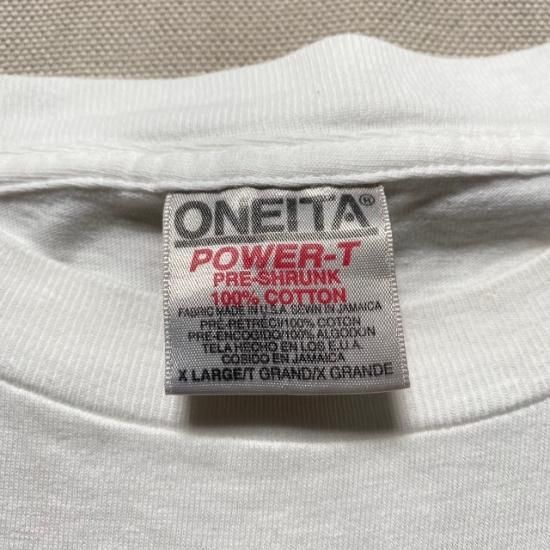 ONEITA®
POWER-T
PRE-SHRUNK
100% COTTON
FABRIC MADE IN U.S.A. SEWN IN JAMAICA
PRE-RETRECI/100% COTON
PRE-ENCOGIDO/100% ALGODON
TELA HECHO EN LOS E.U.A.
COSIDO EN JAMAICA
X LARGE/T GRAND/X GRANDE